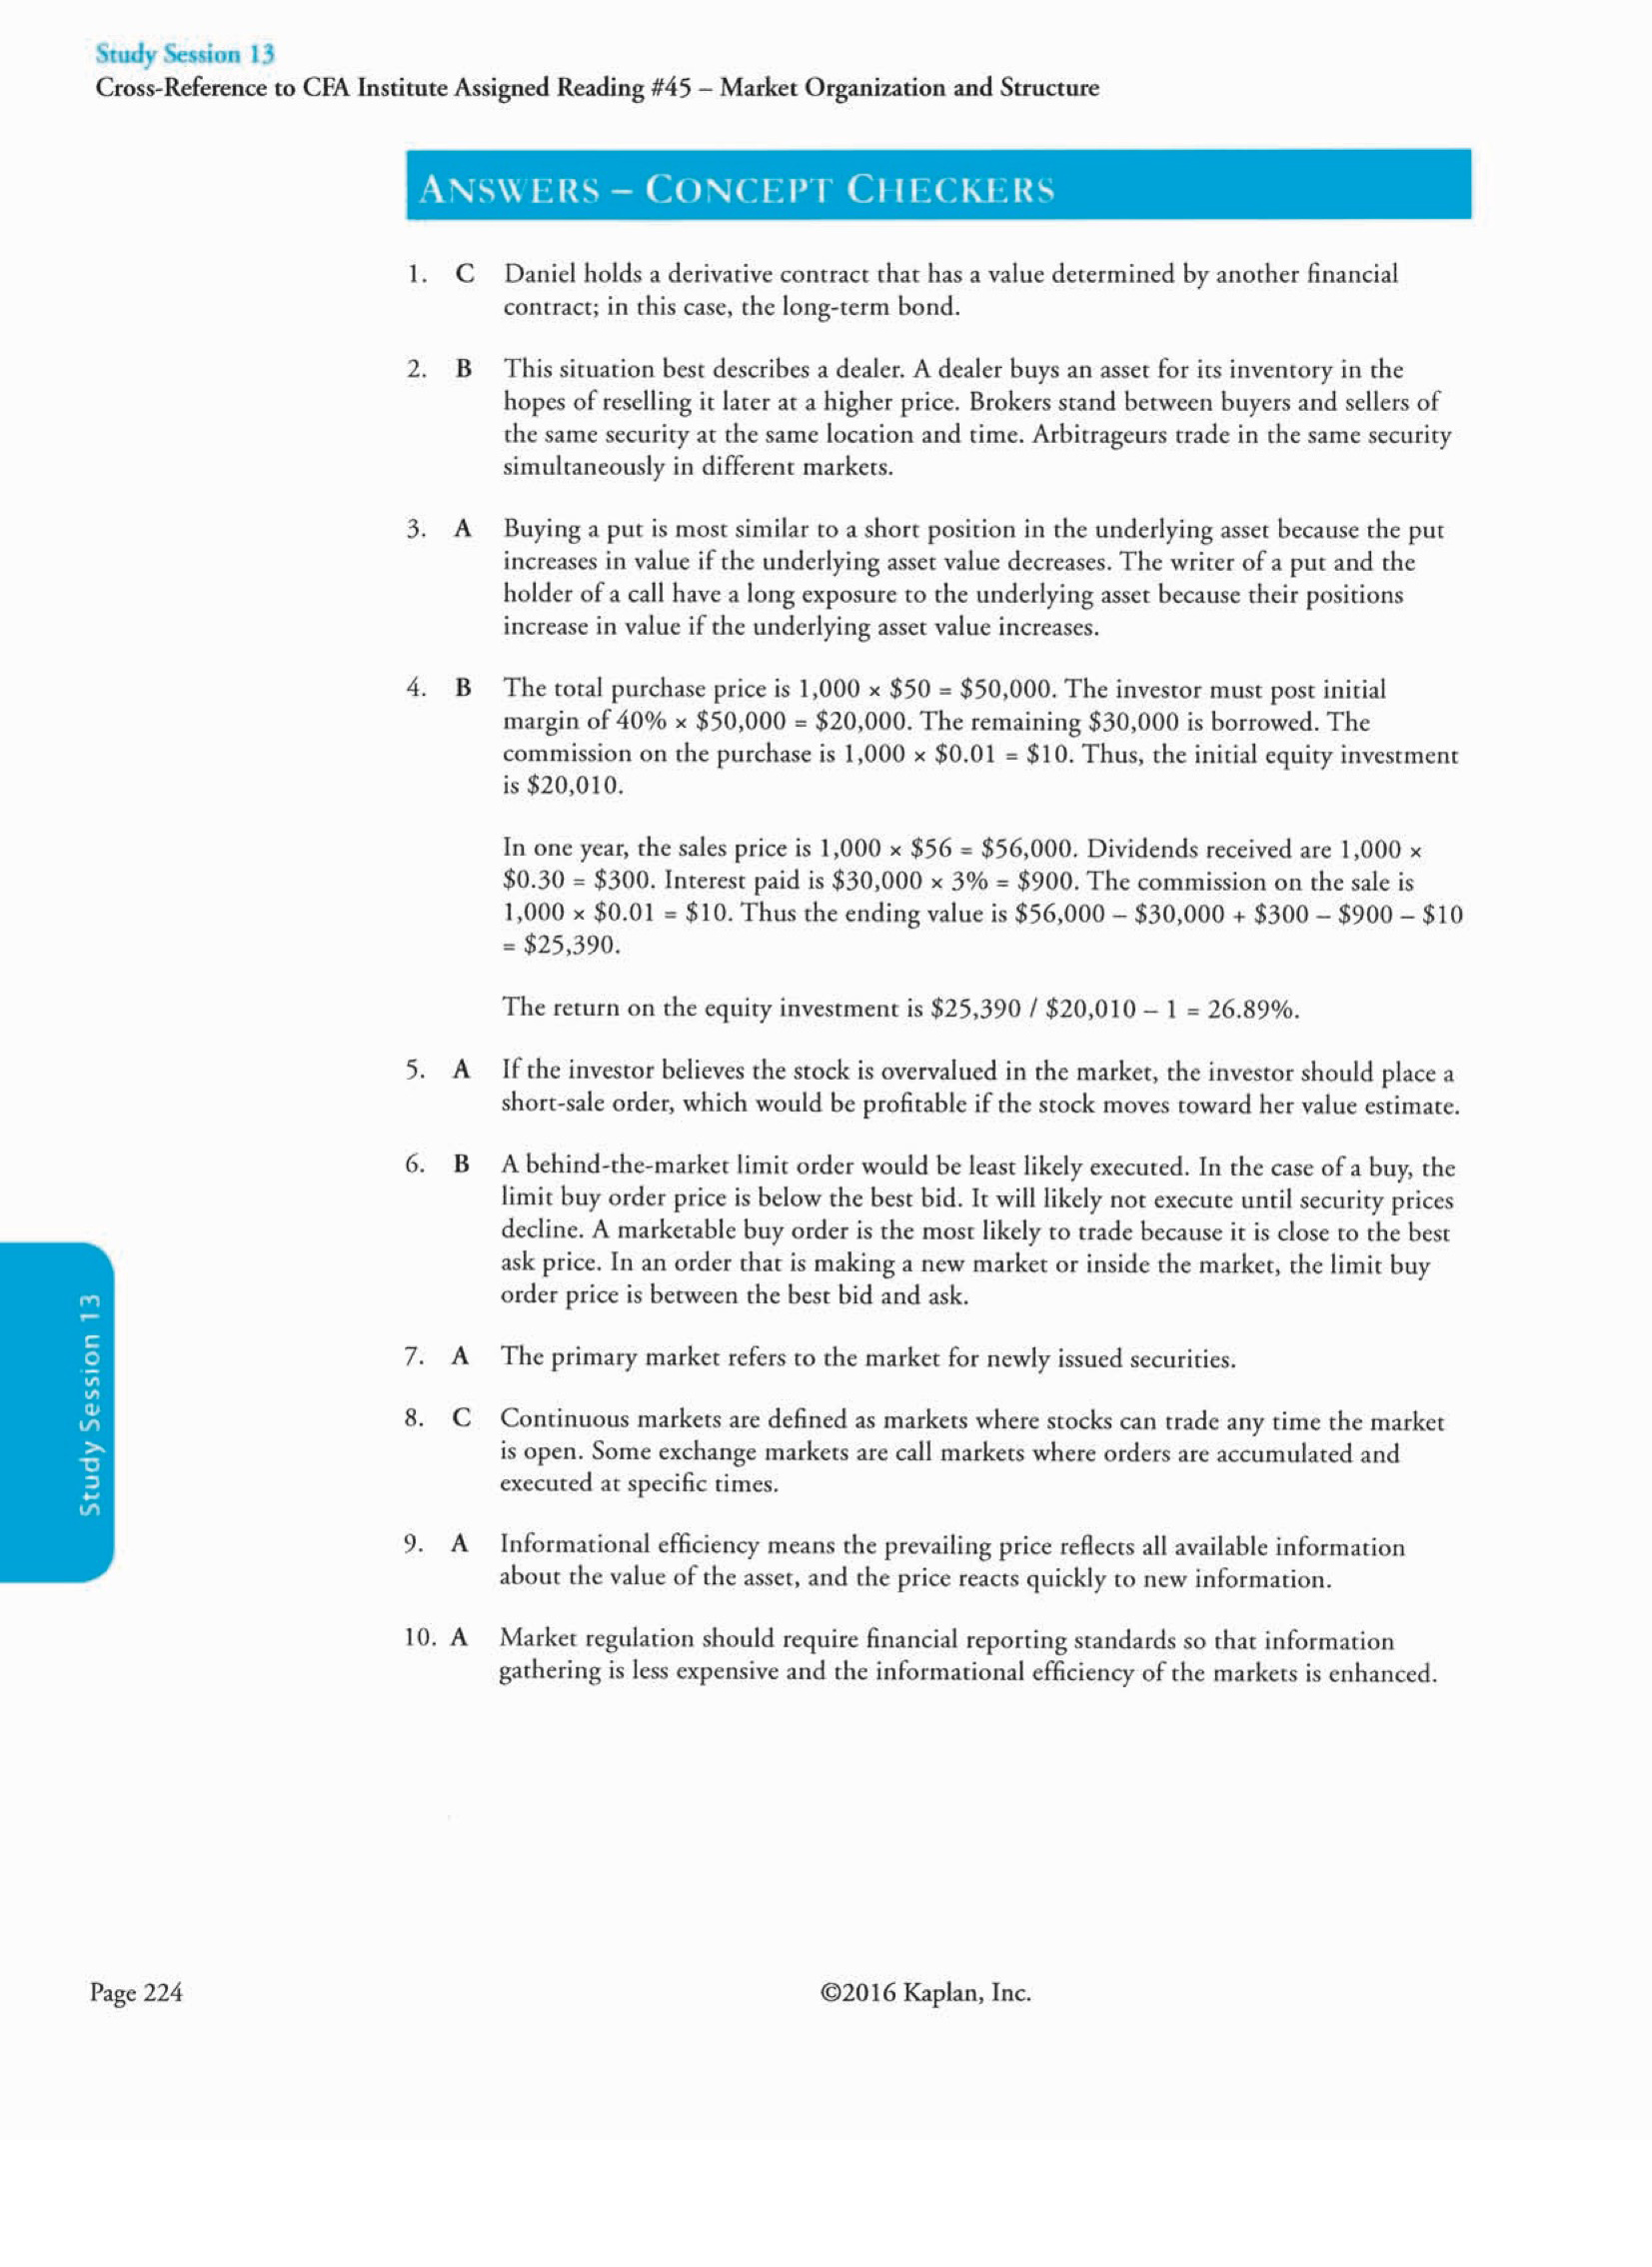 Study Session 13
Cross-Reference to CFA Institute Assigned Reading #45 – Market Organization and Structure
ANSWERS – CONCEPT CHECKERS
1. C Daniel holds a derivative contract that has a value determined by another financial
contract; in this case, the long-term bond.
2. B This situation best describes a dealer. A dealer buys an asset for its inventory in the
hopes of reselling it later at a higher price. Brokers stand between buyers and sellers of
the same security at the same location and time. Arbitrageurs trade in the same security
simultaneously in different markets.
3. A Buying a put is most similar to a short position in the underlying asset because the put
increases in value if the underlying asset value decreases. The writer of a put and the
holder of a call have a long exposure to the underlying asset because their positions
increase in value if the underlying asset value increases.
4. B The total purchase price is 1,000 × $50 = $50,000. The investor must post initial
margin of 40% × $50,000 = $20,000. The remaining $30,000 is borrowed. The
commission on the purchase is 1,000 × $0.01 = $10. Thus, the initial equity investment
is $20,010.
In one year, the sales price is 1,000 × $56 = $56,000. Dividends received are 1,000 ×
$0.30 = $300. Interest paid is $30,000 × 3% = $900. The commission on the sale is
1,000 × $0.01 = $10. Thus the ending value is $56,000 – $30,000 + $300 – $900 – $10
= $25,390.
The return on the equity investment is $25,390 / $20,010 – 1 = 26.89%.
5. A If the investor believes the stock is overvalued in the market, the investor should place a
short-sale order, which would be profitable if the stock moves toward her value estimate.
6. B A behind-the-market limit order would be least likely executed. In the case of a buy, the
limit buy order price is below the best bid. It will likely not execute until security prices
decline. A marketable buy order is the most likely to trade because it is close to the best
ask price. In an order that is making a new market or inside the market, the limit buy
order price is between the best bid and ask.
7. A The primary market refers to the market for newly issued securities.
8. C Continuous markets are defined as markets where stocks can trade any time the market
is open. Some exchange markets are call markets where orders are accumulated and
executed at specific times.
9. A Informational efficiency means the prevailing price reflects all available information
about the value of the asset, and the price reacts quickly to new information.
10. A Market regulation should require financial reporting standards so that information
gathering is less expensive and the informational efficiency of the markets is enhanced.
Study Session 13
Page 224
©2016 Kaplan, Inc.